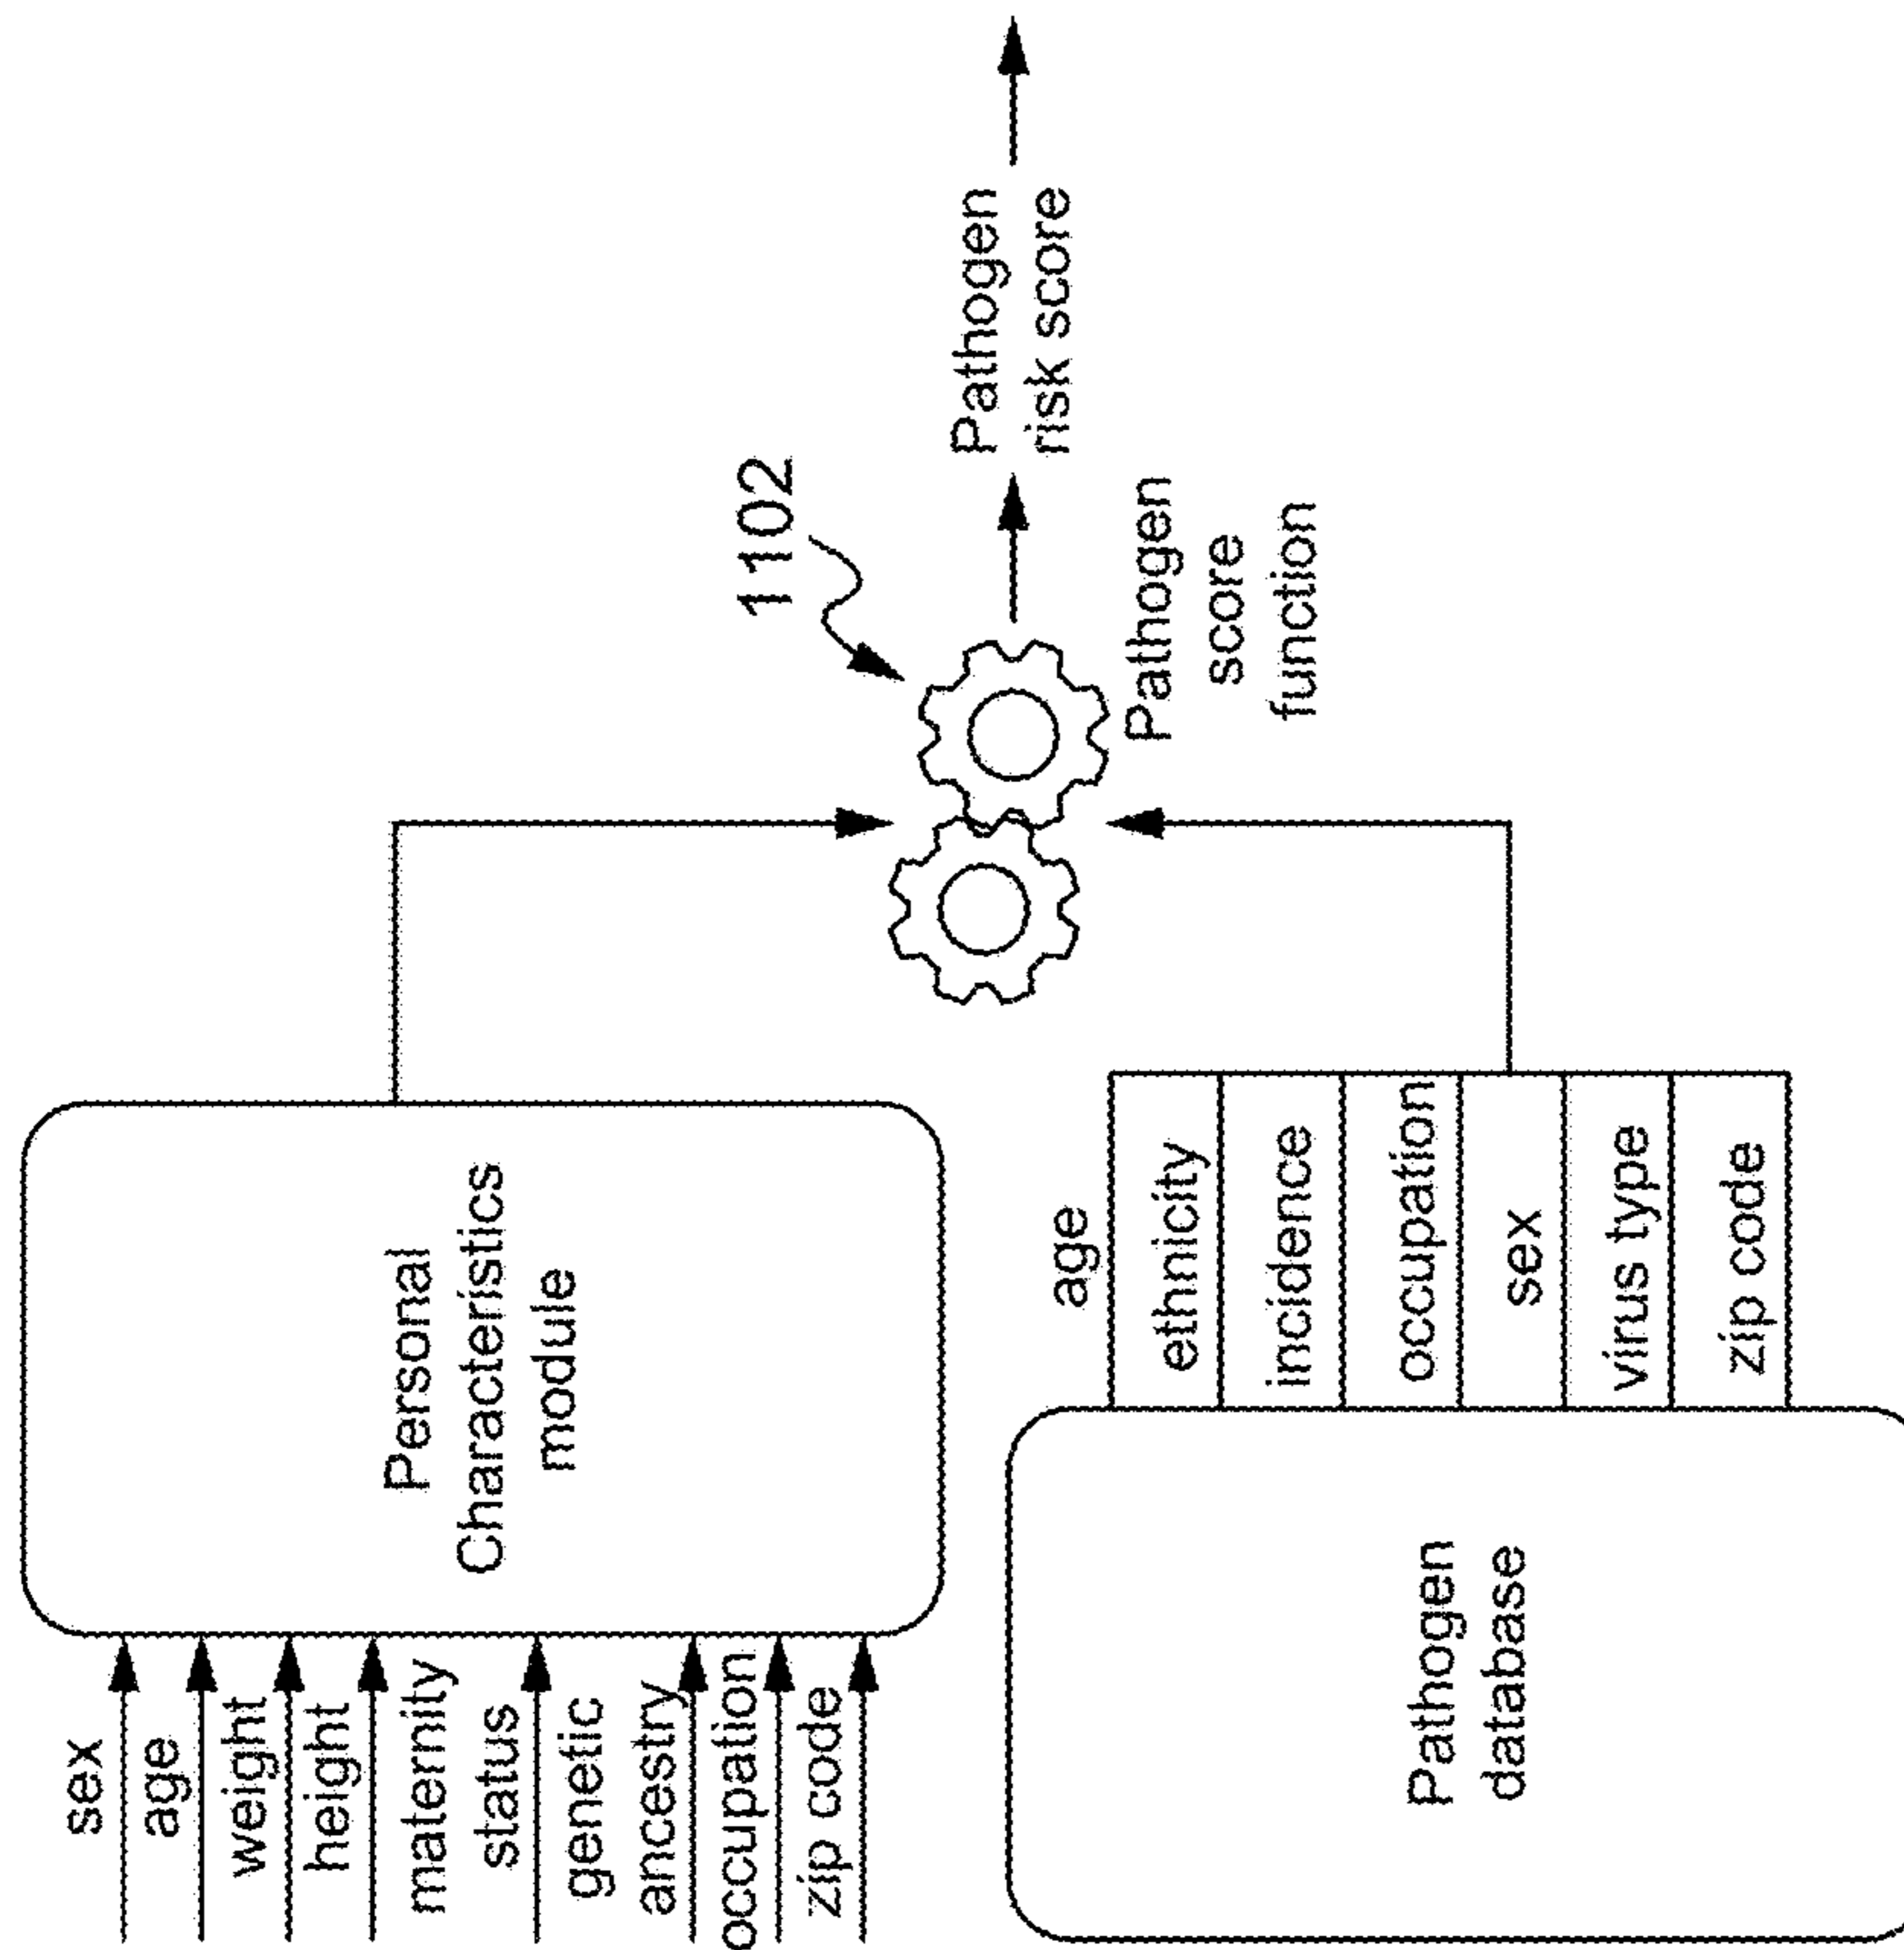 sex
age
weight
height
maternity
status
genetic
ancestry
occupation
zip code
Personal
Characteristics
module
Pathogen
database
age
ethnicity
incidence
occupation
sex
virus type
zip code
1102
Pathogen
score
function
Pathogen
risk score